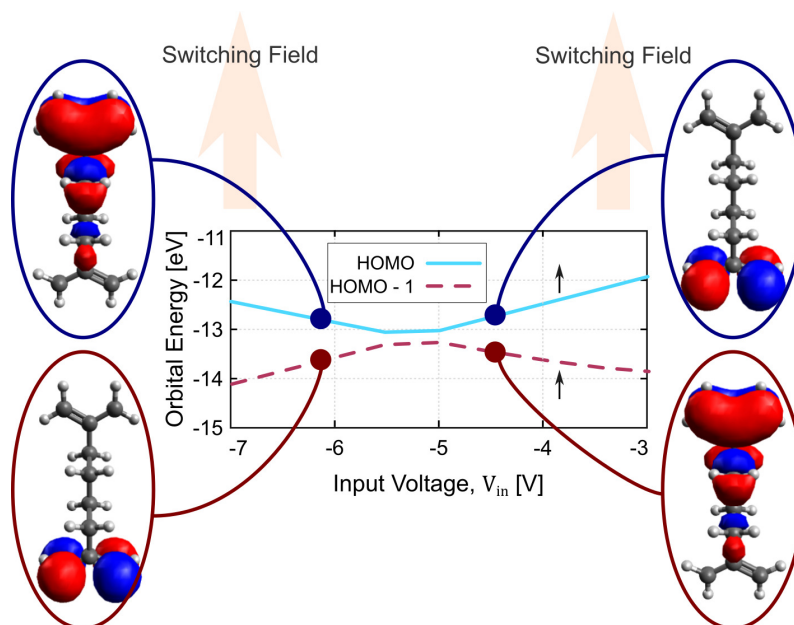 Switching Field
Switching Field
-11
-12
-13
-14
-15
Orbital Energy [eV]
HOMO
HOMO - 1
-7
-6
-5
-4
-3
Input Voltage, Vin [V]